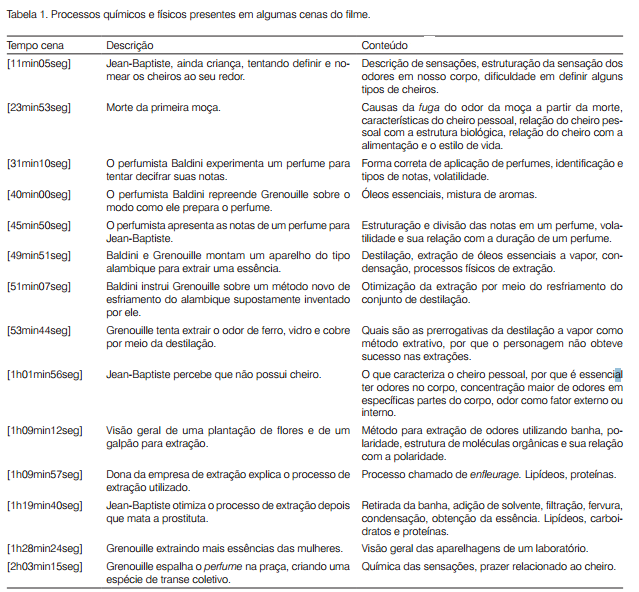 Tabela 1. Processos químicos e físicos presentes em algumas cenas do filme.
Tempo cena Descrição Conteúdo
[11min05seg] Jean-Baptiste, ainda criança, tentando definir e no- Descrição de sensações, estruturação da sensação dos
mear os cheiros ao seu redor. odores em nosso corpo, dificuldade em definir alguns
tipos de cheiros.
[23min53seg] Morte da primeira moça. Causas da fuga do odor da moça a partir da morte,
características do cheiro pessoal, relação do cheiro pes-
soal com a estrutura biológica, relação do cheiro com a
alimentação e o estilo de vida.
[31min10seg] O perfumista Baldini experimenta um perfume para Forma correta de aplicação de perfumes, identificação e
tentar decifrar suas notas. tipos de notas, volatilidade.
[40min00seg] O perfumista Baldini repreende Grenouille sobre o Óleos essenciais, mistura de aromas.
modo como ele prepara o perfume.
[45min50seg] O perfumista apresenta as notas de um perfume para Estruturação e divisão das notas em um perfume, vola-
Jean-Baptiste. tilidade e sua relação com a duração de um perfume.
[49min51seg] Baldini e Grenouille montam um aparelho do tipo Destilação, extração de óleos essenciais a vapor, con-
alambique para extrair uma essência. densação, processos físicos de extração.
[51min07seg] Baldini instrui Grenouille sobre um método novo de Otimização da extração por meio do resfriamento do
esfriamento do alambique supostamente inventado conjunto de destilação.
por ele.
[53min44seg] Grenouille tenta extrair o odor de ferro, vidro e cobre Quais são as prerrogativas da destilação a vapor como
por meio da destilação. método extrativo, por que o personagem não obteve
sucesso nas extrações.
[1h01min56seg] Jean-Baptiste percebe que não possui cheiro. O que caracteriza o cheiro pessoal, por que é essencial
ter odores no corpo, concentração maior de odores em
específicas partes do corpo, odor como fator externo ou
interno.
[1h09min12seg] Visão geral de uma plantação de flores e de um Método para extração de odores utilizando banha, po-
galpão para extração. laridade, estrutura de moléculas orgânicas e sua relação
com a polaridade.
[1h09min57seg] Dona da empresa de extração explica o processo de Processo chamado de enfleurage. Lipídeos, proteínas.
extração utilizado.
[1h19min40seg] Jean-Baptiste otimiza o processo de extração depois Retirada da banha, adição de solvente, filtração, fervura,
que mata a prostituta. condensação, obtenção da essência. Lipídeos, carboi-
dratos e proteínas.
[1h28min24seg] Grenouille extraindo mais essências das mulheres. Visão geral das aparelhagens de um laboratório.
[2h03min15seg] Grenouille espalha o perfume na praça, criando uma Química das sensações, prazer relacionado ao cheiro.
espécie de transe coletivo.